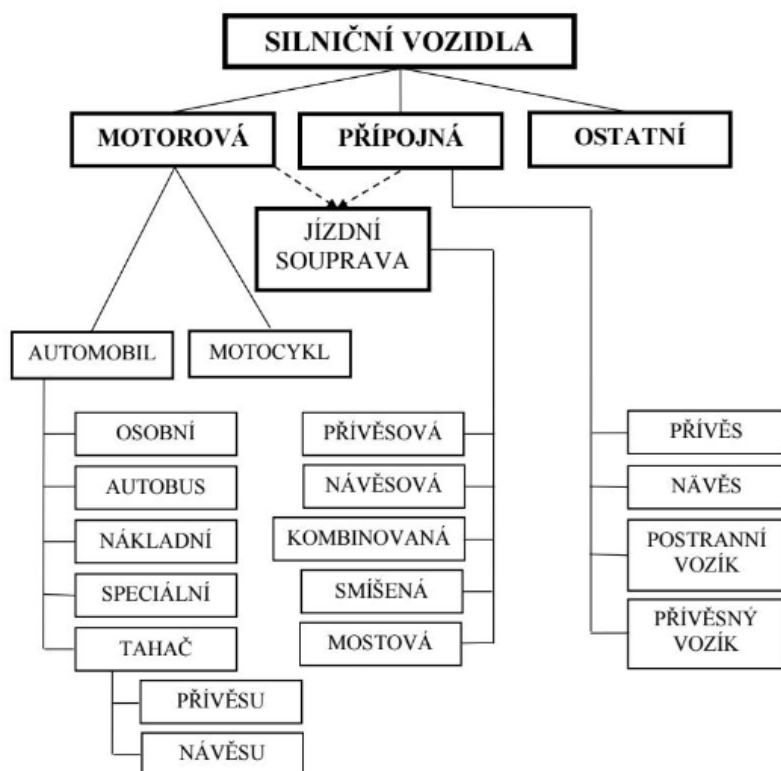 SILNIČNÍ VOZIDLA
MOTOROVÁ
PŘÍPOJNÁ
OSTATNÍ
JÍZDNÍ
SOUPRAVA
AUTOMOBIL
MOTOCYKL
OSOBNÍ
AUTOBUS
NÁKLADNÍ
SPECIÁLNÍ
TAHAČ
PŘÍVĚSU
NÁVĚSU
PŘÍVĚSOVÁ
NÁVĚSOVÁ
KOMBINOVANÁ
SMÍŠENÁ
MOSTOVÁ
PŘÍVĚS
NÄVĚS
POSTRANNÍ
VOZÍK
PŘÍVĚSNÝ
VOZÍK